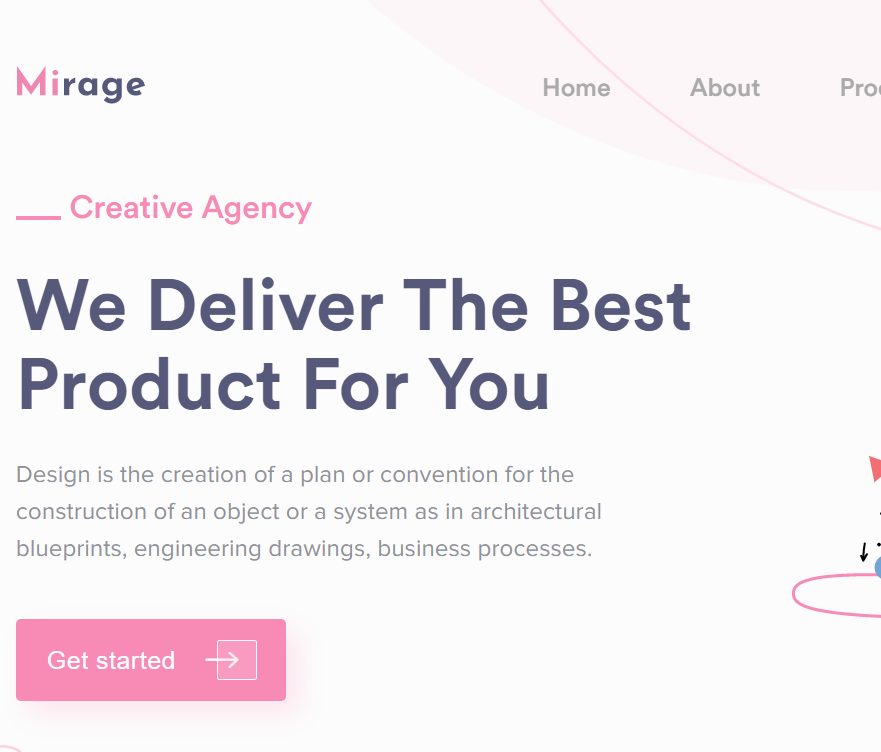 Mirage
Home About
Creative Agency
We Deliver The Best
Product For You
Design is the creation of a plan or convention for the
construction of an object or a system as in architectural
blueprints, engineering drawings, business processes.
Get started